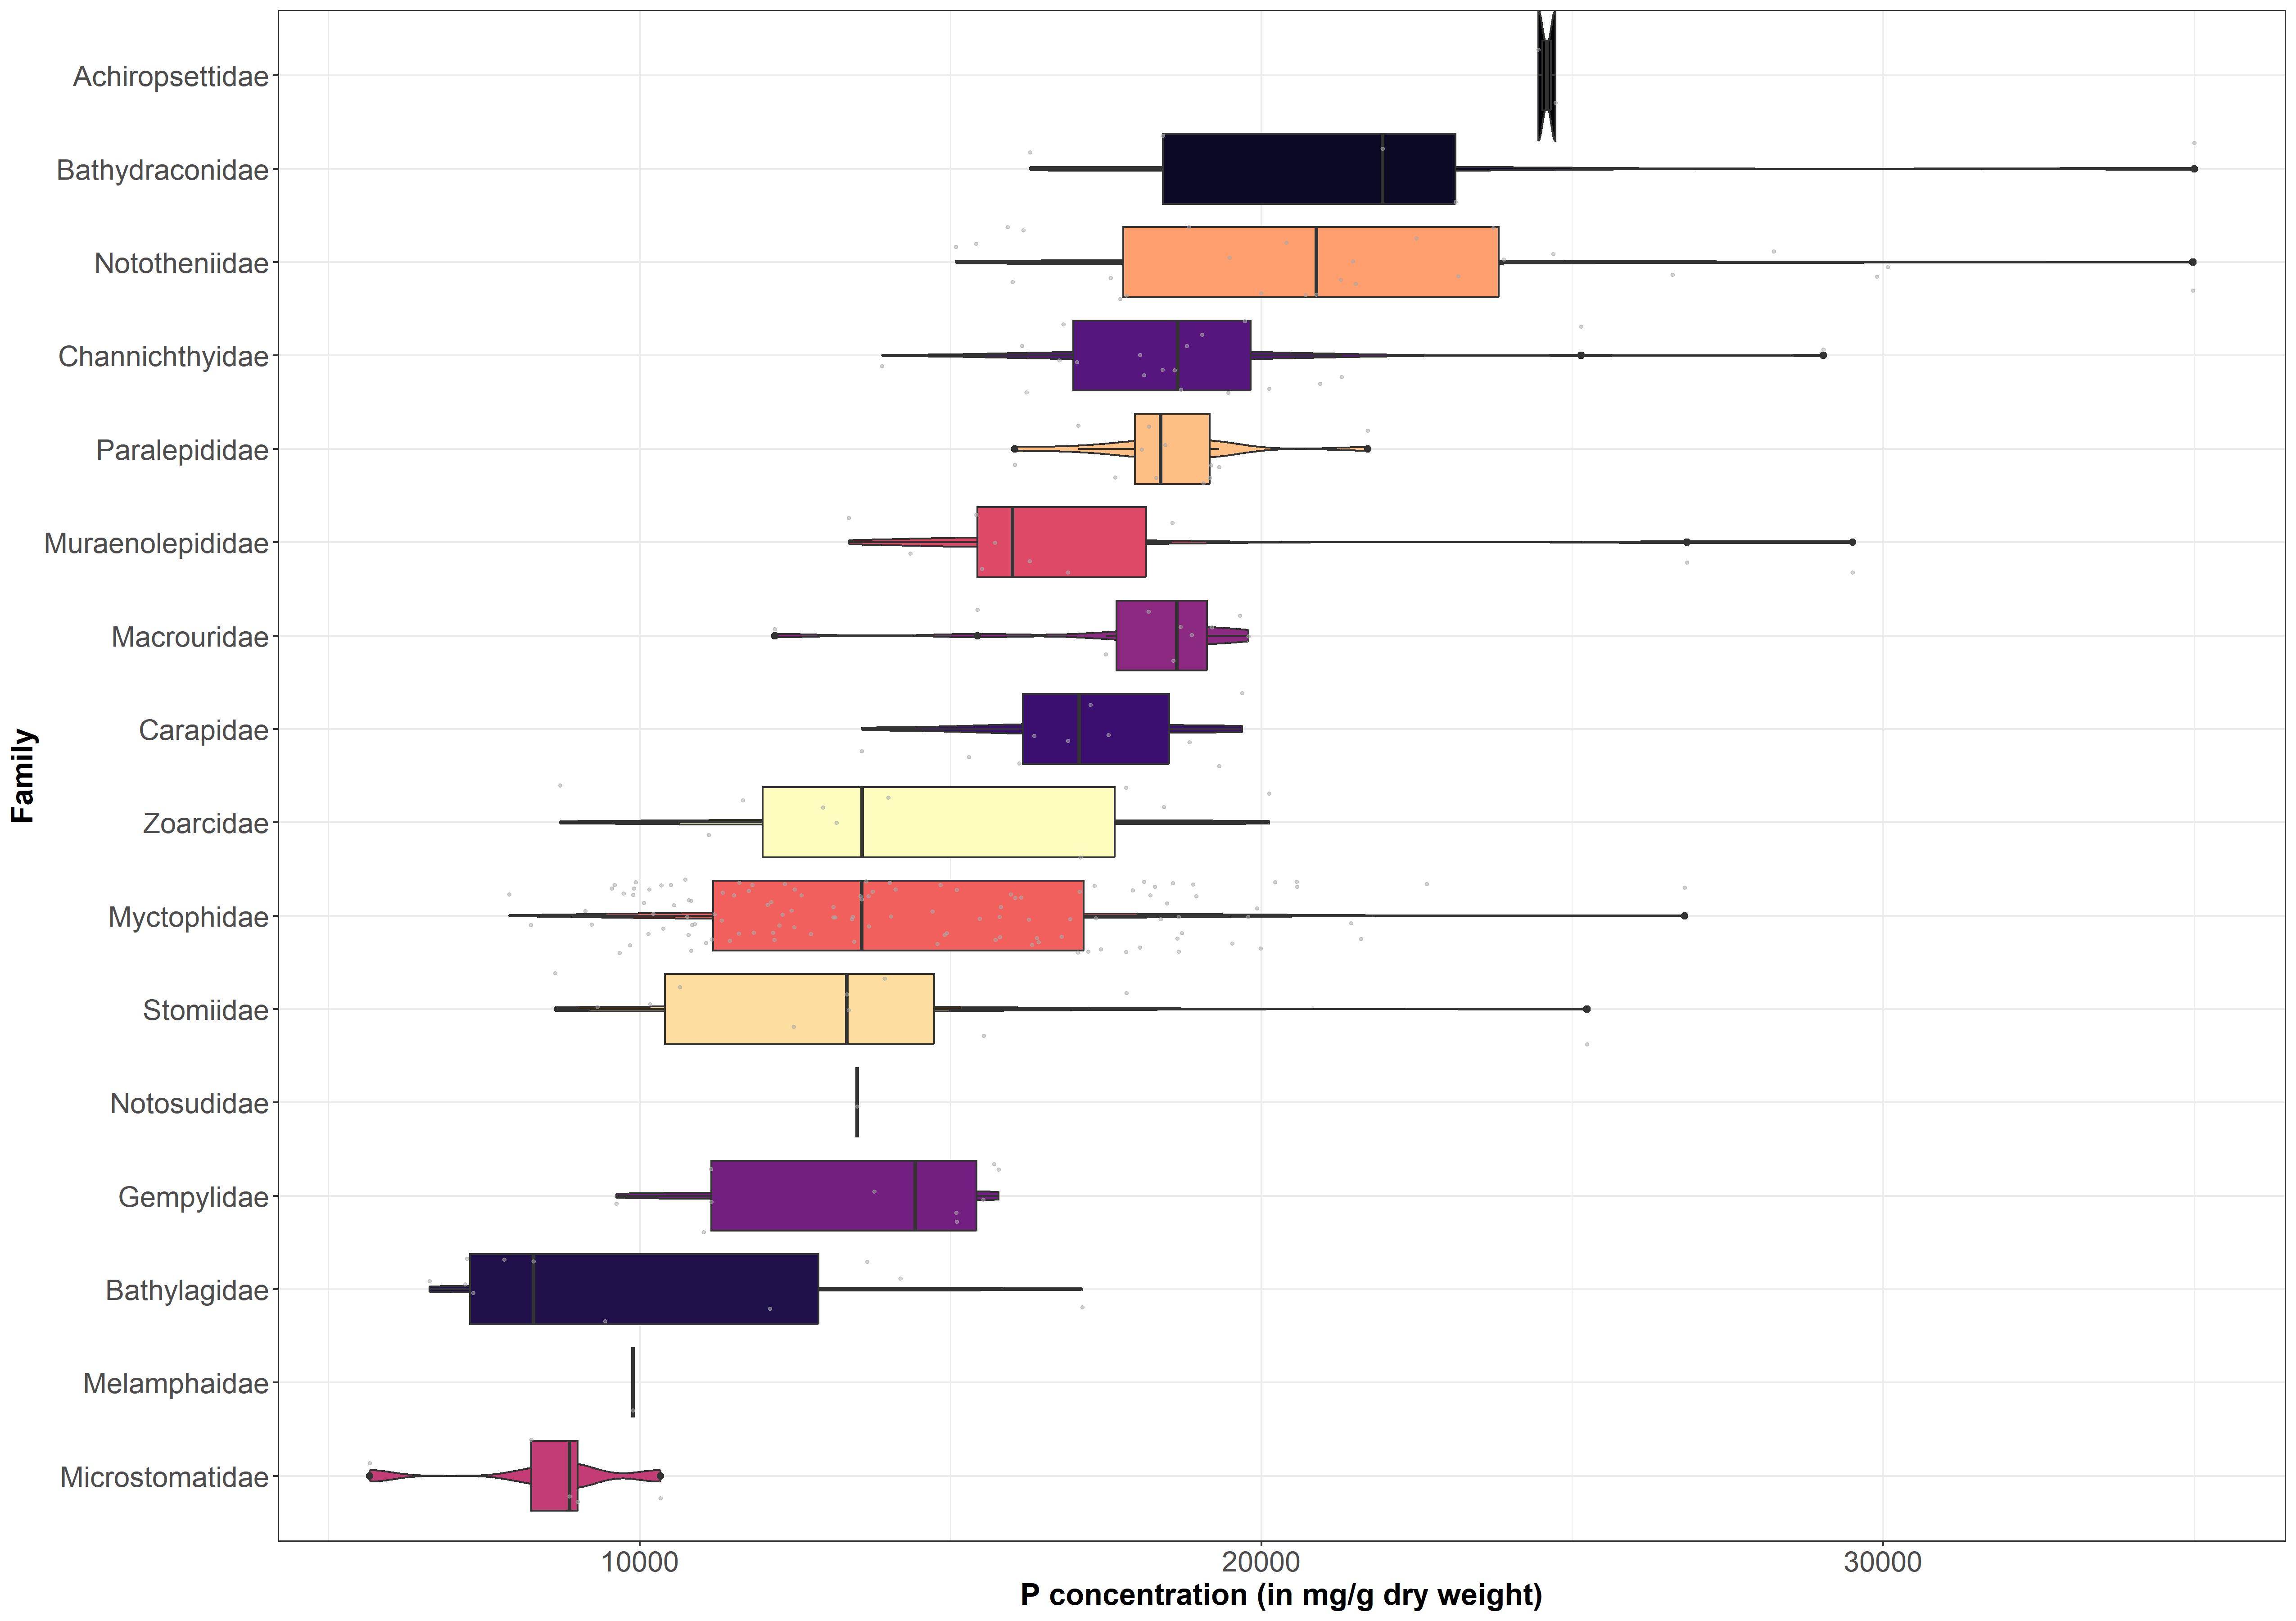 Achiropsettidae
Bathydraconidae
Nototheniidae
Channichthyidae
Paralepididae
Muraenolepididae
Macrouridae
Carapidae
Zoarcidae
Myctophidae
Stomiidae
Notosudidae
Gempylidae
Bathylagidae
Melamphaidae
Microstomatidae
Family
10000 20000 30000
P concentration (in mg/g dry weight)